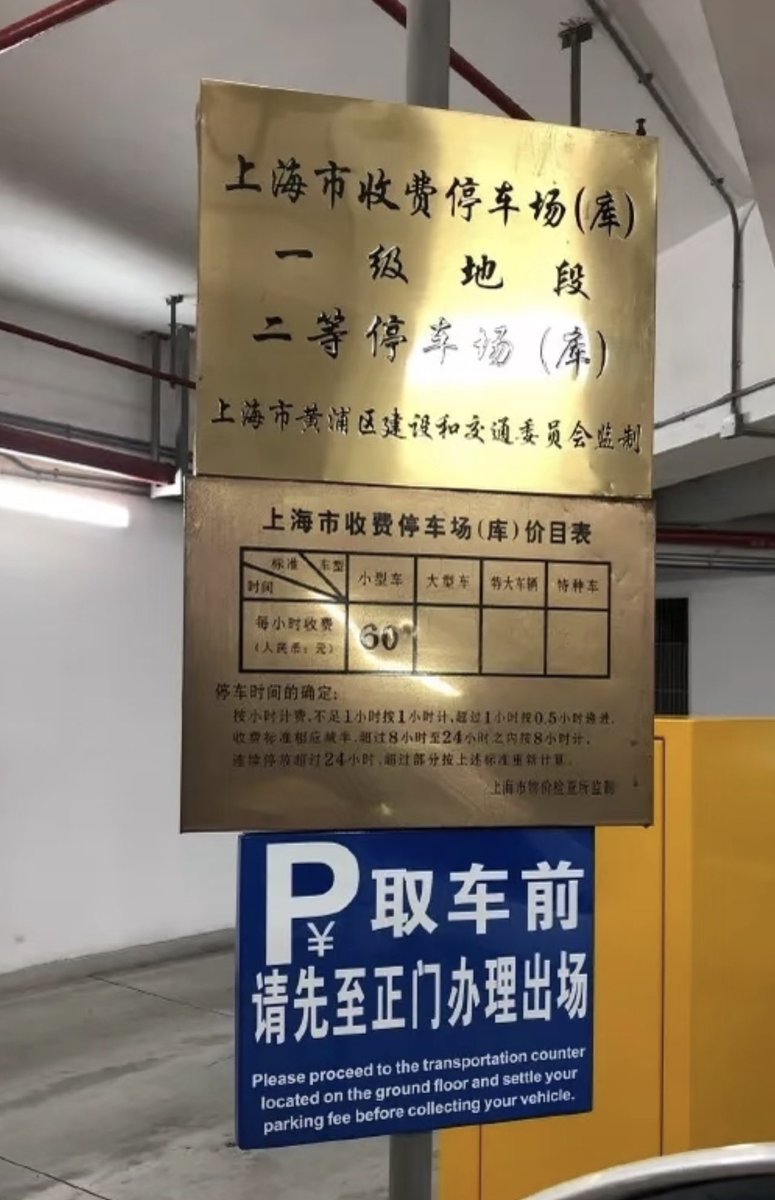 上海市收费停车场(库)
一级地段
二等停车场(库)
上海市黄浦区建设和交通委员会监制
上海市收费停车场(库)价目表
标准 车型
时间
小型车 大型车 特大车辆 特种车
每小时收费
(人民币:元)
60
停车时间的确定:
按小时计费,不足1小时按1小时计,超过1小时按0.5小时递进,
收费标准相应减半,超过8小时至24小时之内按8小时计,
连续停放超过24小时,超过部分按上述标准重新计算.
上海市物价检查所监制
P
¥
取车前
请先至正门办理出场
Please proceed to the transportation counter
located on the ground floor and settle your
parking fee before collecting your vehicle.